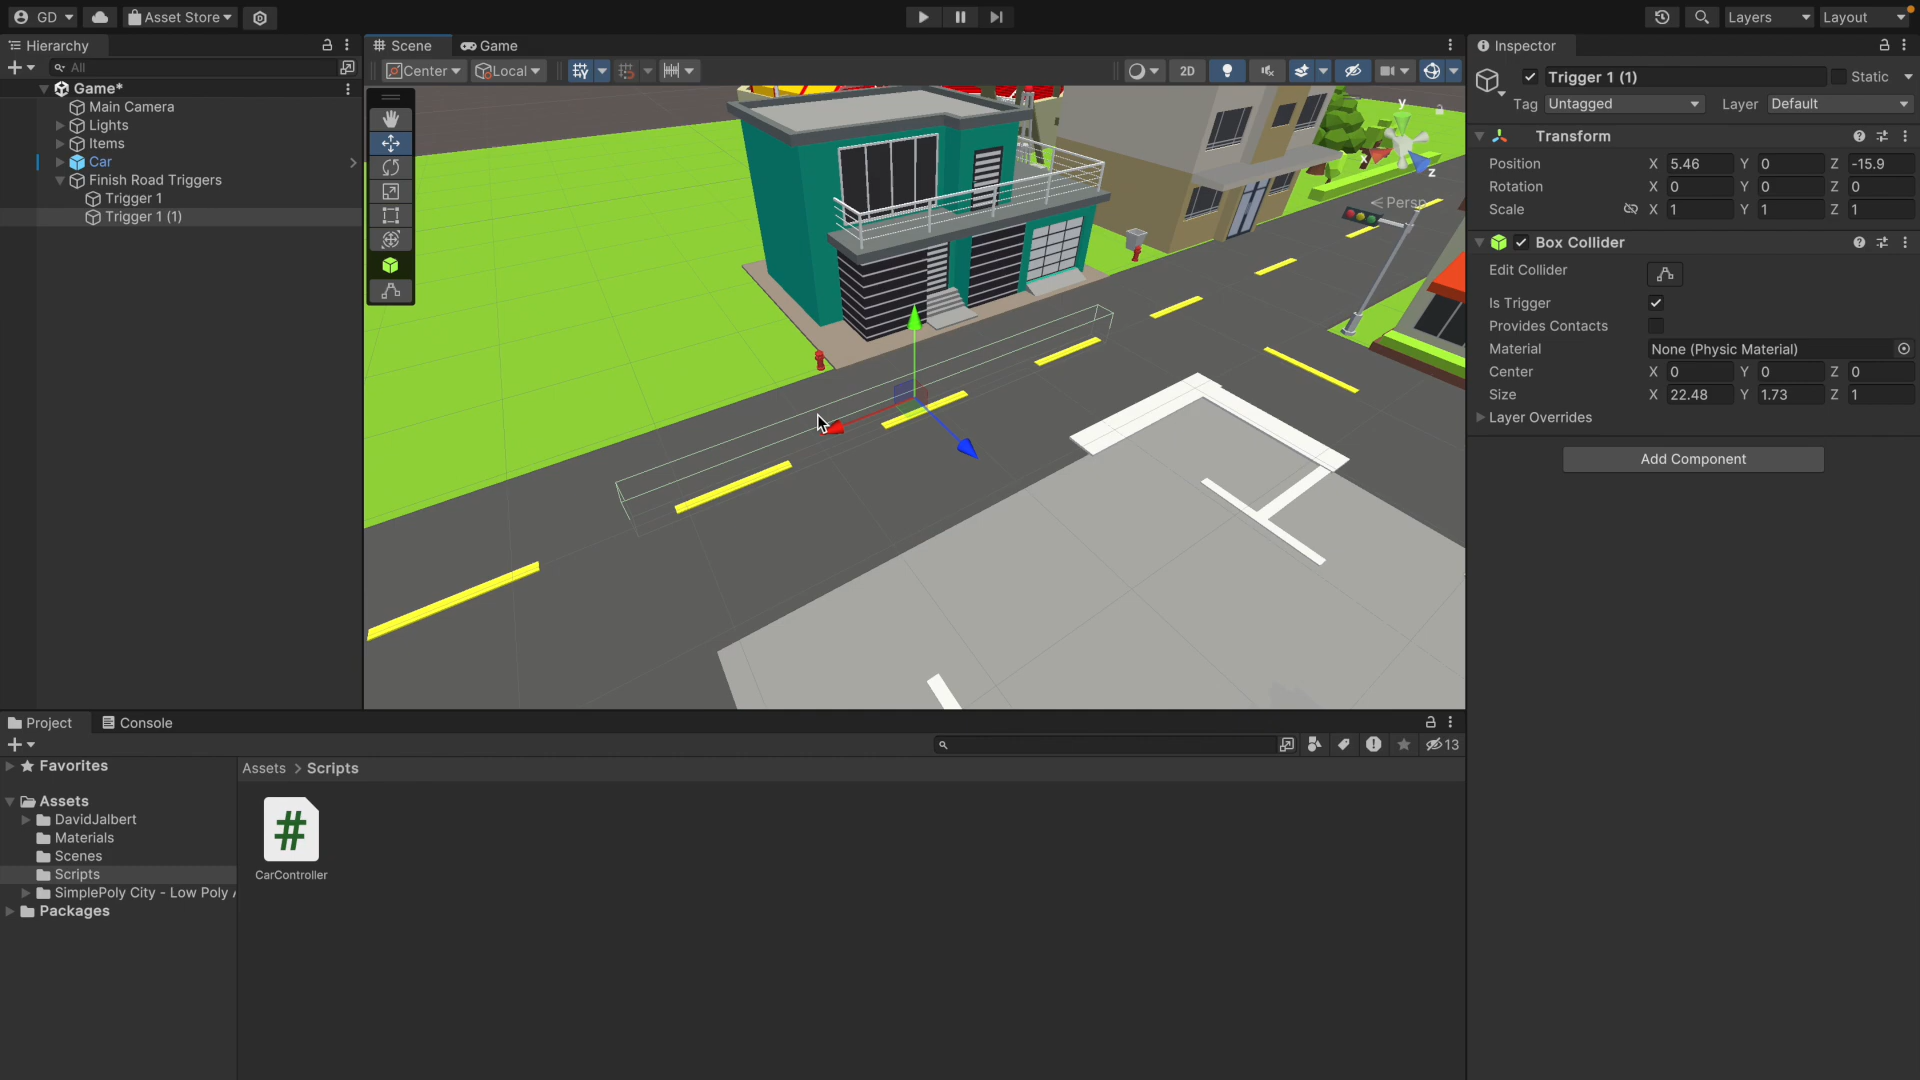 GD
Asset Store
Layers
Layout
Hierarchy
All
Scene
Game
Inspector
Center
Local
2D
Trigger 1 (1)
Static
Tag Untagged Layer Default
Game*
Main Camera
Lights
Items
Car
Finish Road Triggers
Trigger 1
Trigger 1 (1)
y
x
z
Persp
Transform
Position X 5.46 Y 0 Z -15.9
Rotation X 0 Y 0 Z 0
Scale X 1 Y 1 Z 1
Box Collider
Edit Collider
Is Trigger
Provides Contacts
Material None (Physic Material)
Center X 0 Y 0 Z 0
Size X 22.48 Y 1.73 Z 1
Layer Overrides
Add Component
Project
Console
13
Favorites
Assets
DavidJalbert
Materials
Scenes
Scripts
SimplePoly City - Low Poly
Packages
Assets > Scripts
#
CarController